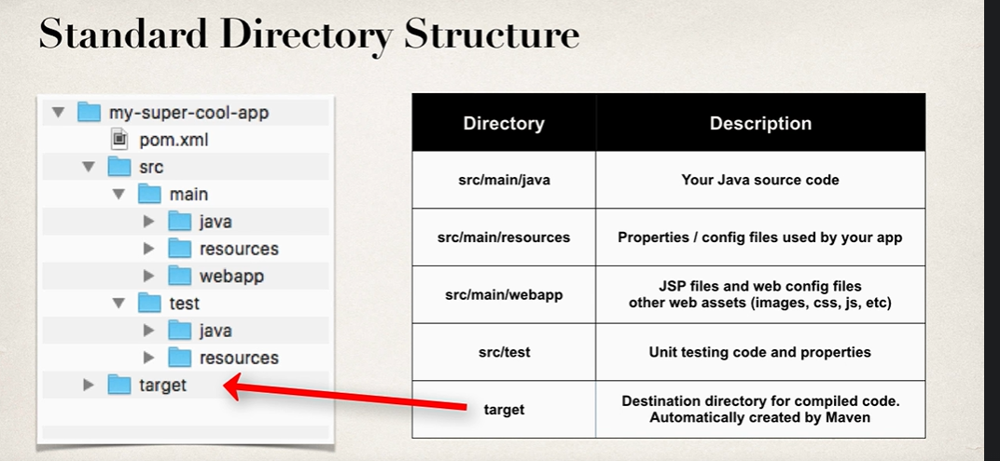 Standard Directory Structure
my-super-cool-app
pom.xml
src
main
java
resources
webapp
test
java
resources
target
Directory Description
src/main/java Your Java source code
src/main/resources Properties / config files used by your app
src/main/webapp JSP files and web config files
other web assets (images, css, js, etc)
src/test Unit testing code and properties
target Destination directory for compiled code.
Automatically created by Maven